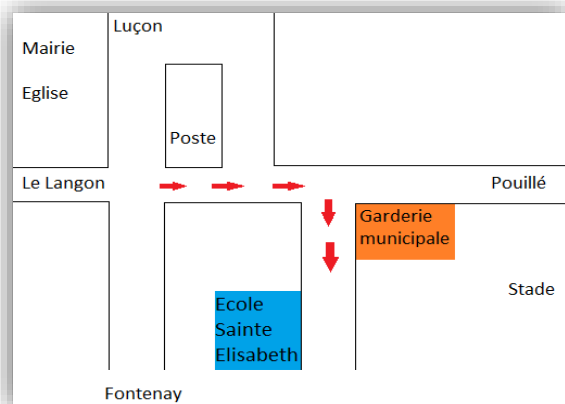 Luçon
Mairie
Eglise
Poste
Le Langon
Pouillé
Garderie
municipale
Stade
Ecole
Sainte
Elisabeth
Fontenay